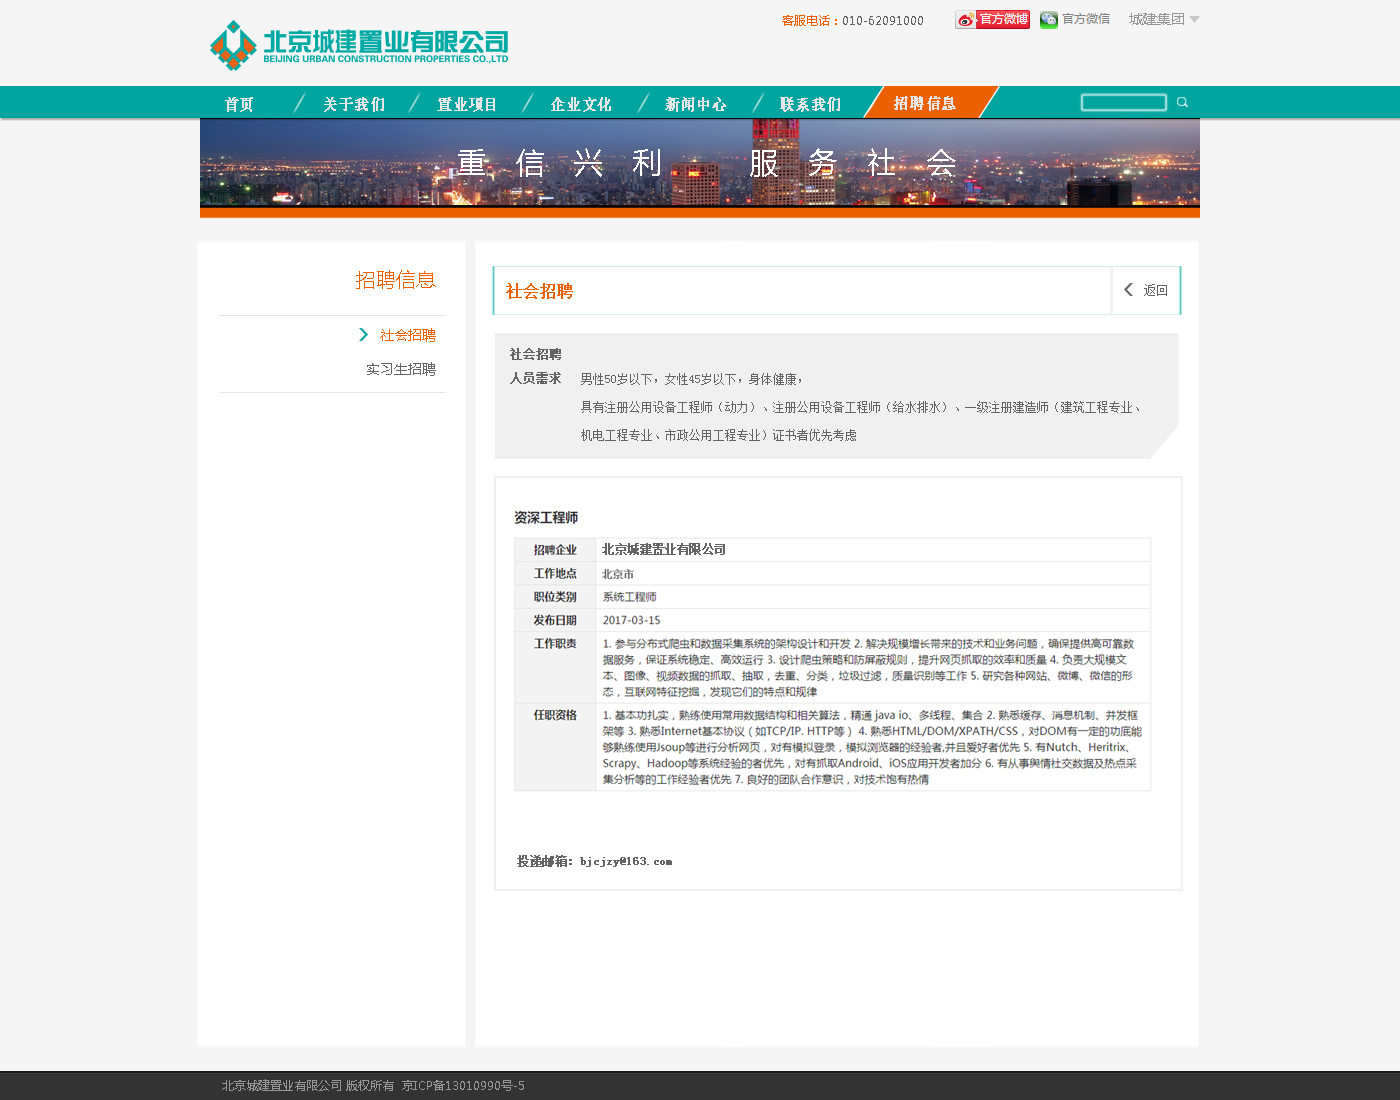 客服电话：010-62091000
官方微博
官方微信
城建集团
北京城建置业有限公司
BEIJING URBAN CONSTRUCTION PROPERTIES CO.,LTD
首页
关于我们
置业项目
企业文化
新闻中心
联系我们
招聘信息
重信兴利 服务社会
招聘信息
社会招聘
实习生招聘
社会招聘
返回
社会招聘
人员需求 男性50岁以下，女性45岁以下，身体健康，
具有注册公用设备工程师（动力）、注册公用设备工程师（给水排水）、一级注册建造师（建筑工程专业、
机电工程专业、市政公用工程专业）证书者优先考虑
资深工程师
招聘企业 北京城建置业有限公司
工作地点 北京市
职位类别 系统工程师
发布日期 2017-03-15
工作职责 1. 参与分布式爬虫和数据采集系统的架构设计和开发 2. 解决规模增长带来的技术和业务问题，确保提供高可靠数
据服务，保证系统稳定、高效运行 3. 设计爬虫策略和防屏蔽规则，提升网页抓取的效率和质量 4. 负责大规模文
本、图像、视频数据的抓取、抽取，去重、分类，垃圾过滤，质量识别等工作 5. 研究各种网站、微博、微信的形
态，互联网特征挖掘，发现它们的特点和规律
任职资格 1. 基本功扎实，熟练使用常用数据结构和相关算法，精通 java io、多线程、集合 2. 熟悉缓存、消息机制、并发框
架等 3. 熟悉Internet基本协议（如TCP/IP. HTTP等） 4. 熟悉HTML/DOM/XPATH/CSS，对DOM有一定的功底能
够熟练使用Jsoup等进行分析网页，对有模拟登录，模拟浏览器的经验者,并且爱好者优先 5. 有Nutch、Heritrix、
Scrapy、Hadoop等系统经验的者优先，对有抓取Android、iOS应用开发者加分 6. 有从事舆情社交数据及热点采
集分析等的工作经验者优先 7. 良好的团队合作意识，对技术饱有热情
投递邮箱：bjcjzy@163.com
北京城建置业有限公司 版权所有 京ICP备13010990号-5